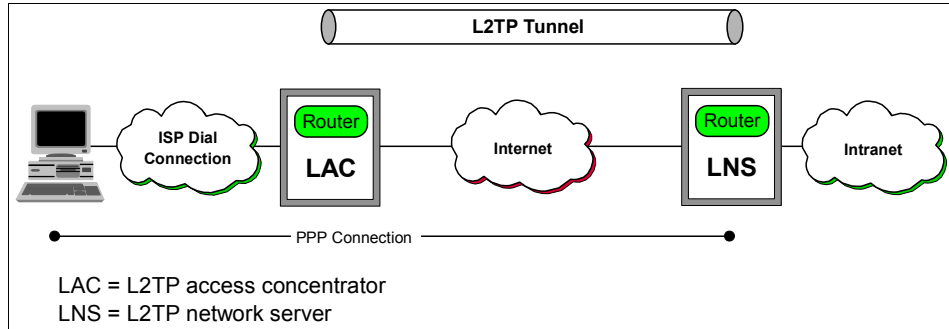 L2TP Tunnel
ISP Dial
Connection
Router
LAC
Internet
Router
LNS
Intranet
PPP Connection
LAC = L2TP access concentrator
LNS = L2TP network server